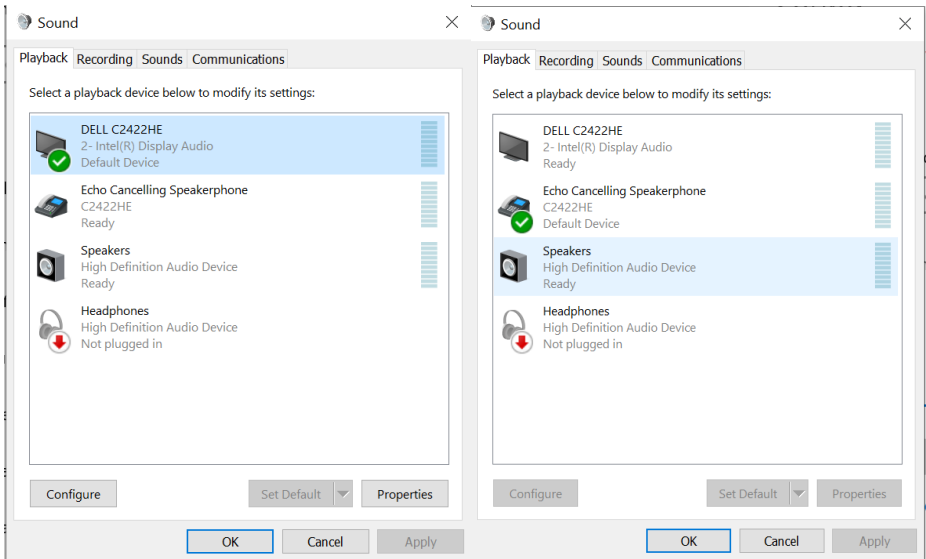 Sound
Playback Recording Sounds Communications
Select a playback device below to modify its settings:
DELL C2422HE
2- Intel(R) Display Audio
Default Device
Echo Cancelling Speakerphone
C2422HE
Ready
Speakers
High Definition Audio Device
Ready
Headphones
High Definition Audio Device
Not plugged in
Configure Set Default Properties
OK Cancel Apply
Sound
Playback Recording Sounds Communications
Select a playback device below to modify its settings:
DELL C2422HE
2- Intel(R) Display Audio
Ready
Echo Cancelling Speakerphone
C2422HE
Default Device
Speakers
High Definition Audio Device
Ready
Headphones
High Definition Audio Device
Not plugged in
Configure Set Default Properties
OK Cancel Apply